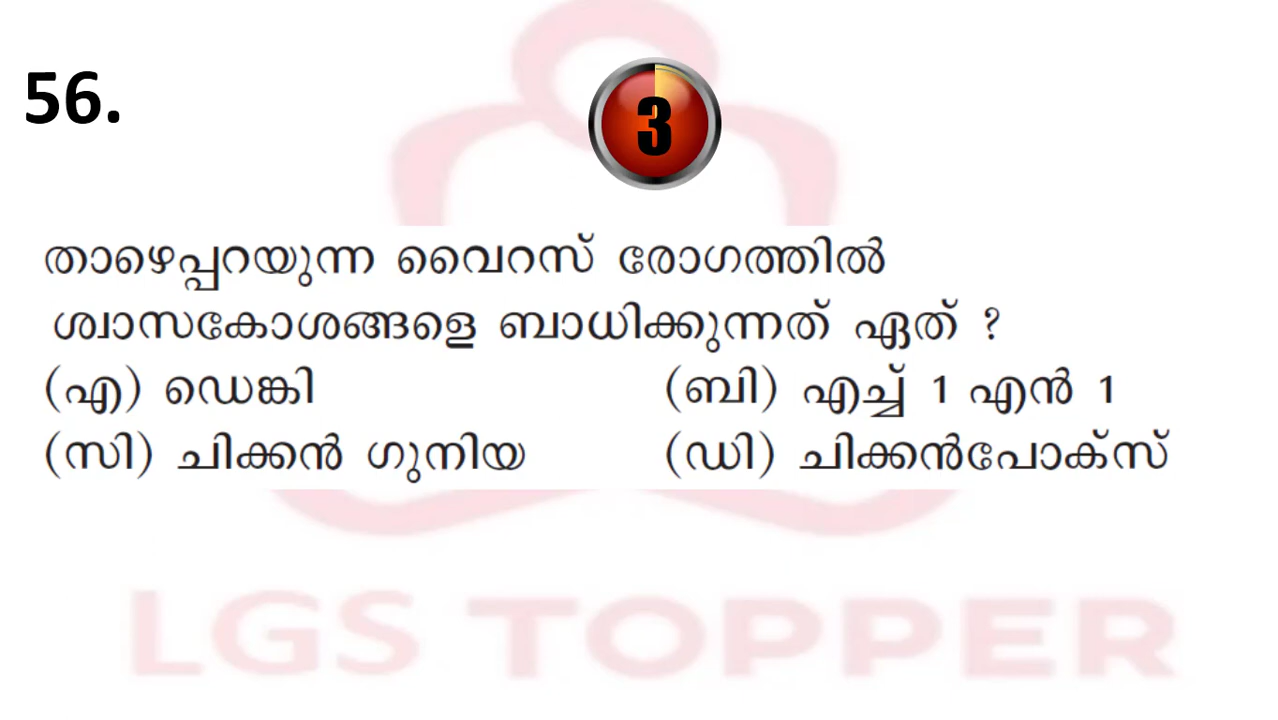 56.
3
താഴെപ്പറയുന്ന വൈറസ് രോഗത്തിൽ
ശ്വാസകോശങ്ങളെ ബാധിക്കുന്നത് ഏത് ?
(എ) ഡെങ്കി (ബി) എച്ച് 1 എൻ 1
(സി) ചിക്കൻ ഗുനിയ (ഡി) ചിക്കൻപോക്സ്
LGS TOPPER